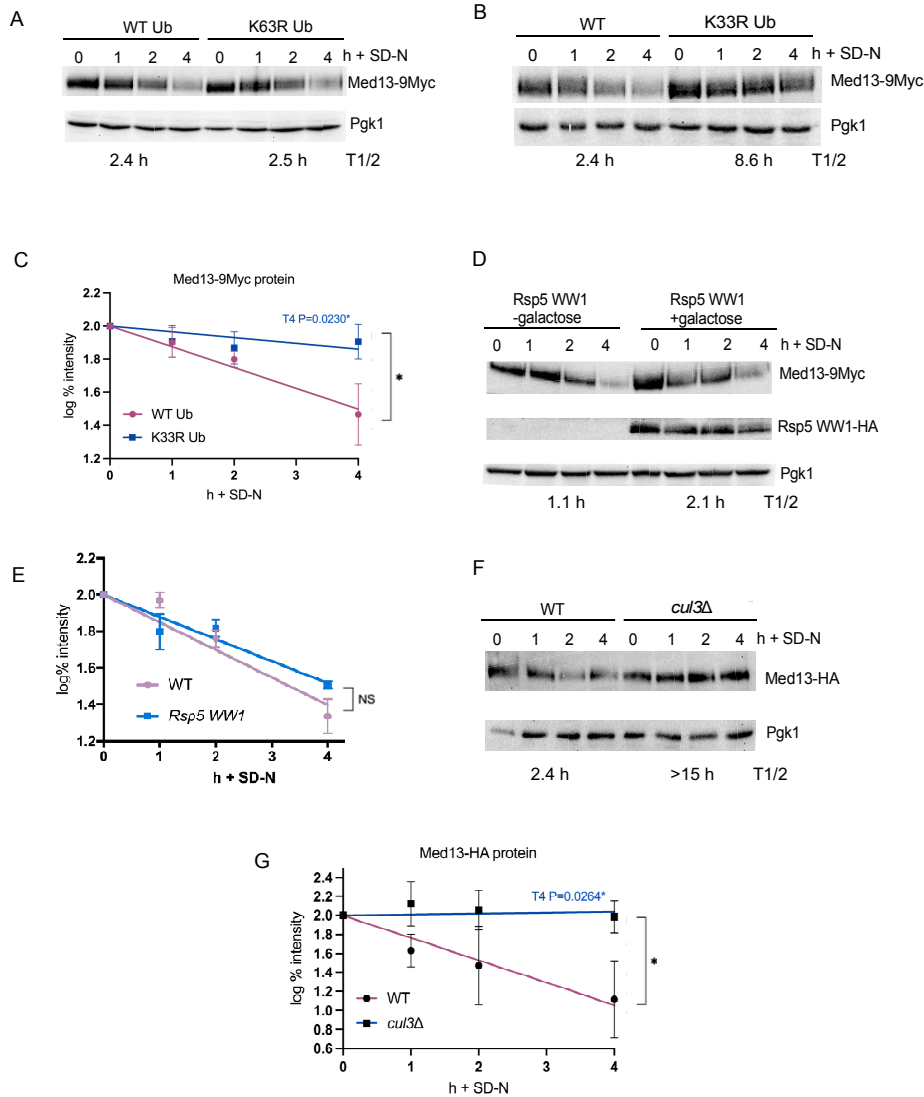 A
WT Ub K63R Ub
0 1 2 4 0 1 2 4 h + SD-N
Med13-9Myc
Pgk1
2.4 h 2.5 h T1/2
B
WT K33R Ub
0 1 2 4 0 1 2 4 h + SD-N
Med13-9Myc
Pgk1
2.4 h 8.6 h T1/2
C
Med13-9Myc protein
2.2
2.0
1.8
1.6
1.4
1.2
log % intensity
T4 P=0.0230*
*
WT Ub
K33R Ub
0 1 2 3 4
h + SD-N
D
Rsp5 WW1 Rsp5 WW1
-galactose +galactose
0 1 2 4 0 1 2 4 h + SD-N
Med13-9Myc
Rsp5 WW1-HA
Pgk1
1.1 h 2.1 h T1/2
E
2.2
2.0
1.8
1.6
1.4
1.2
log% intensity
NS
WT
Rsp5 WW1
0 1 2 3 4
h + SD-N
F
WT cul3Δ
0 1 2 4 0 1 2 4 h + SD-N
Med13-HA
Pgk1
2.4 h >15 h T1/2
G
Med13-HA protein
2.4
2.2
2.0
1.8
1.6
1.4
1.2
1.0
0.8
0.6
log % intensity
T4 P=0.0264*
*
WT
cul3Δ
0 1 2 3 4
h + SD-N